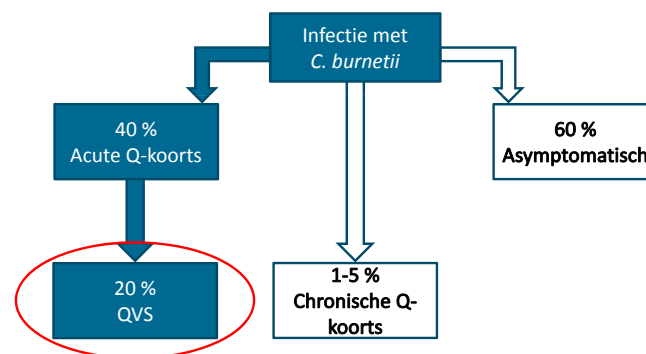 Infectie met
C. burnetii
40 %
Acute Q-koorts
60 %
Asymptomatisch
20 %
QVS
1-5 %
Chronische Q-
koorts